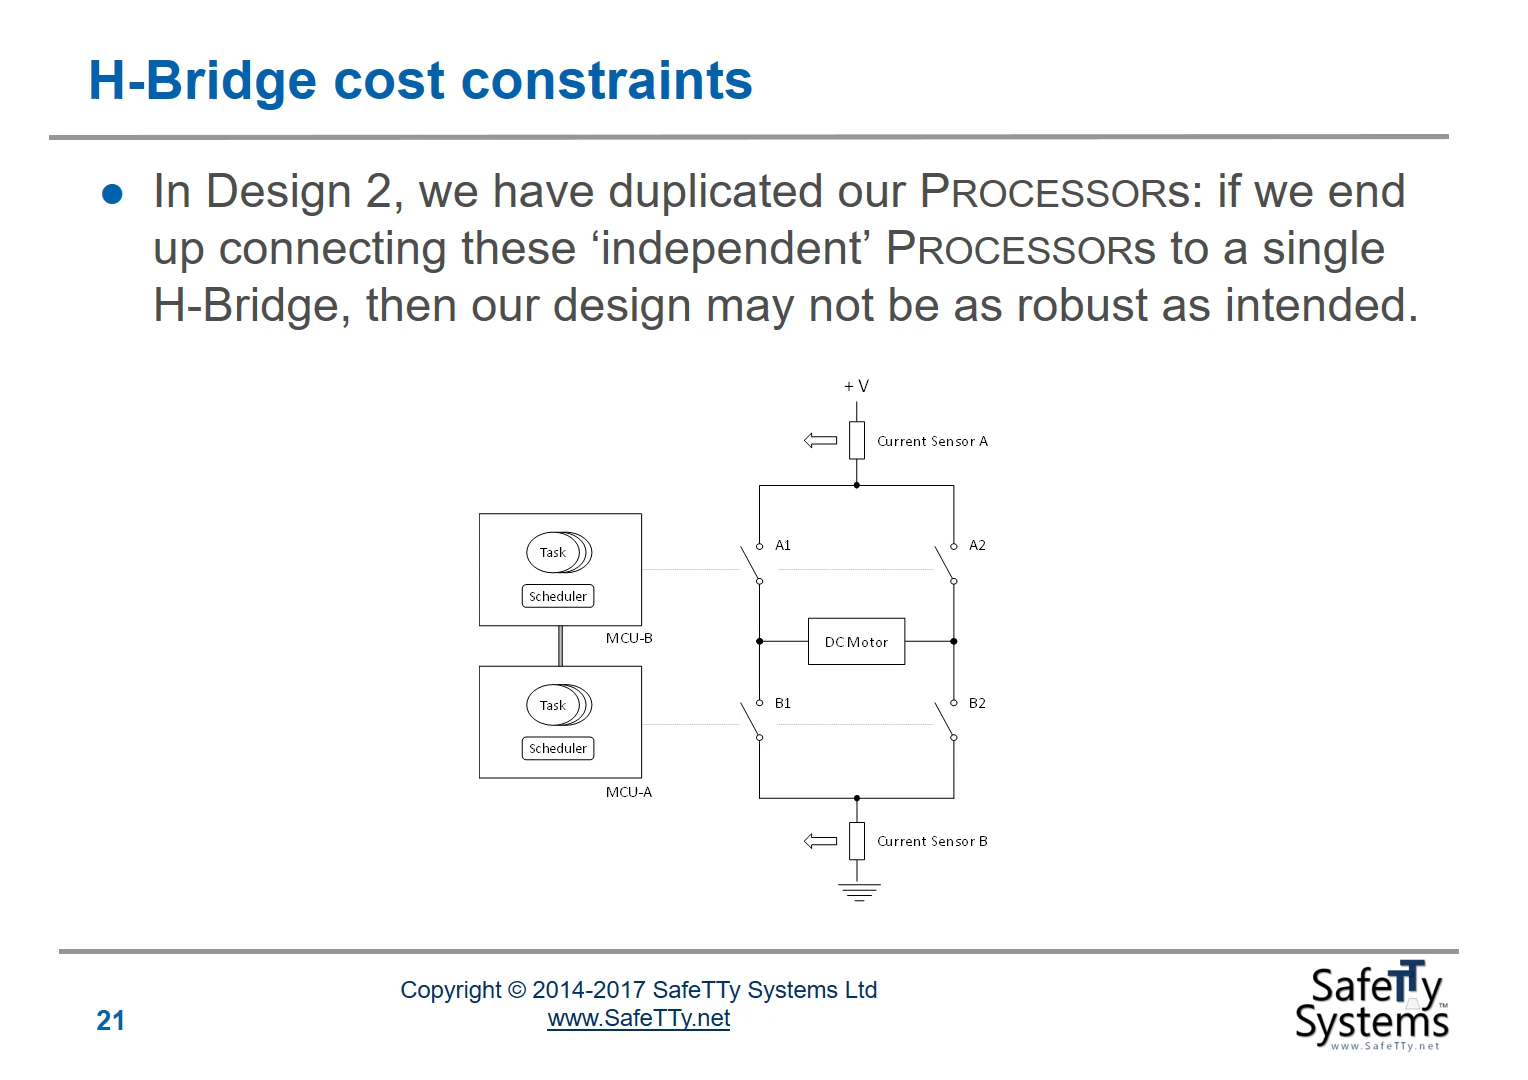 H-Bridge cost constraints
● In Design 2, we have duplicated our PROCESSORs: if we end
up connecting these ‘independent’ PROCESSORs to a single
H-Bridge, then our design may not be as robust as intended.
+ V
Current Sensor A
Task
Scheduler
MCU-B
A1
A2
DC Motor
Task
Scheduler
MCU-A
B1
B2
Current Sensor B
Copyright © 2014-2017 SafeTTy Systems Ltd
www.SafeTTy.net
21
SafeTTy
Systems™
www.SafeTTy.net